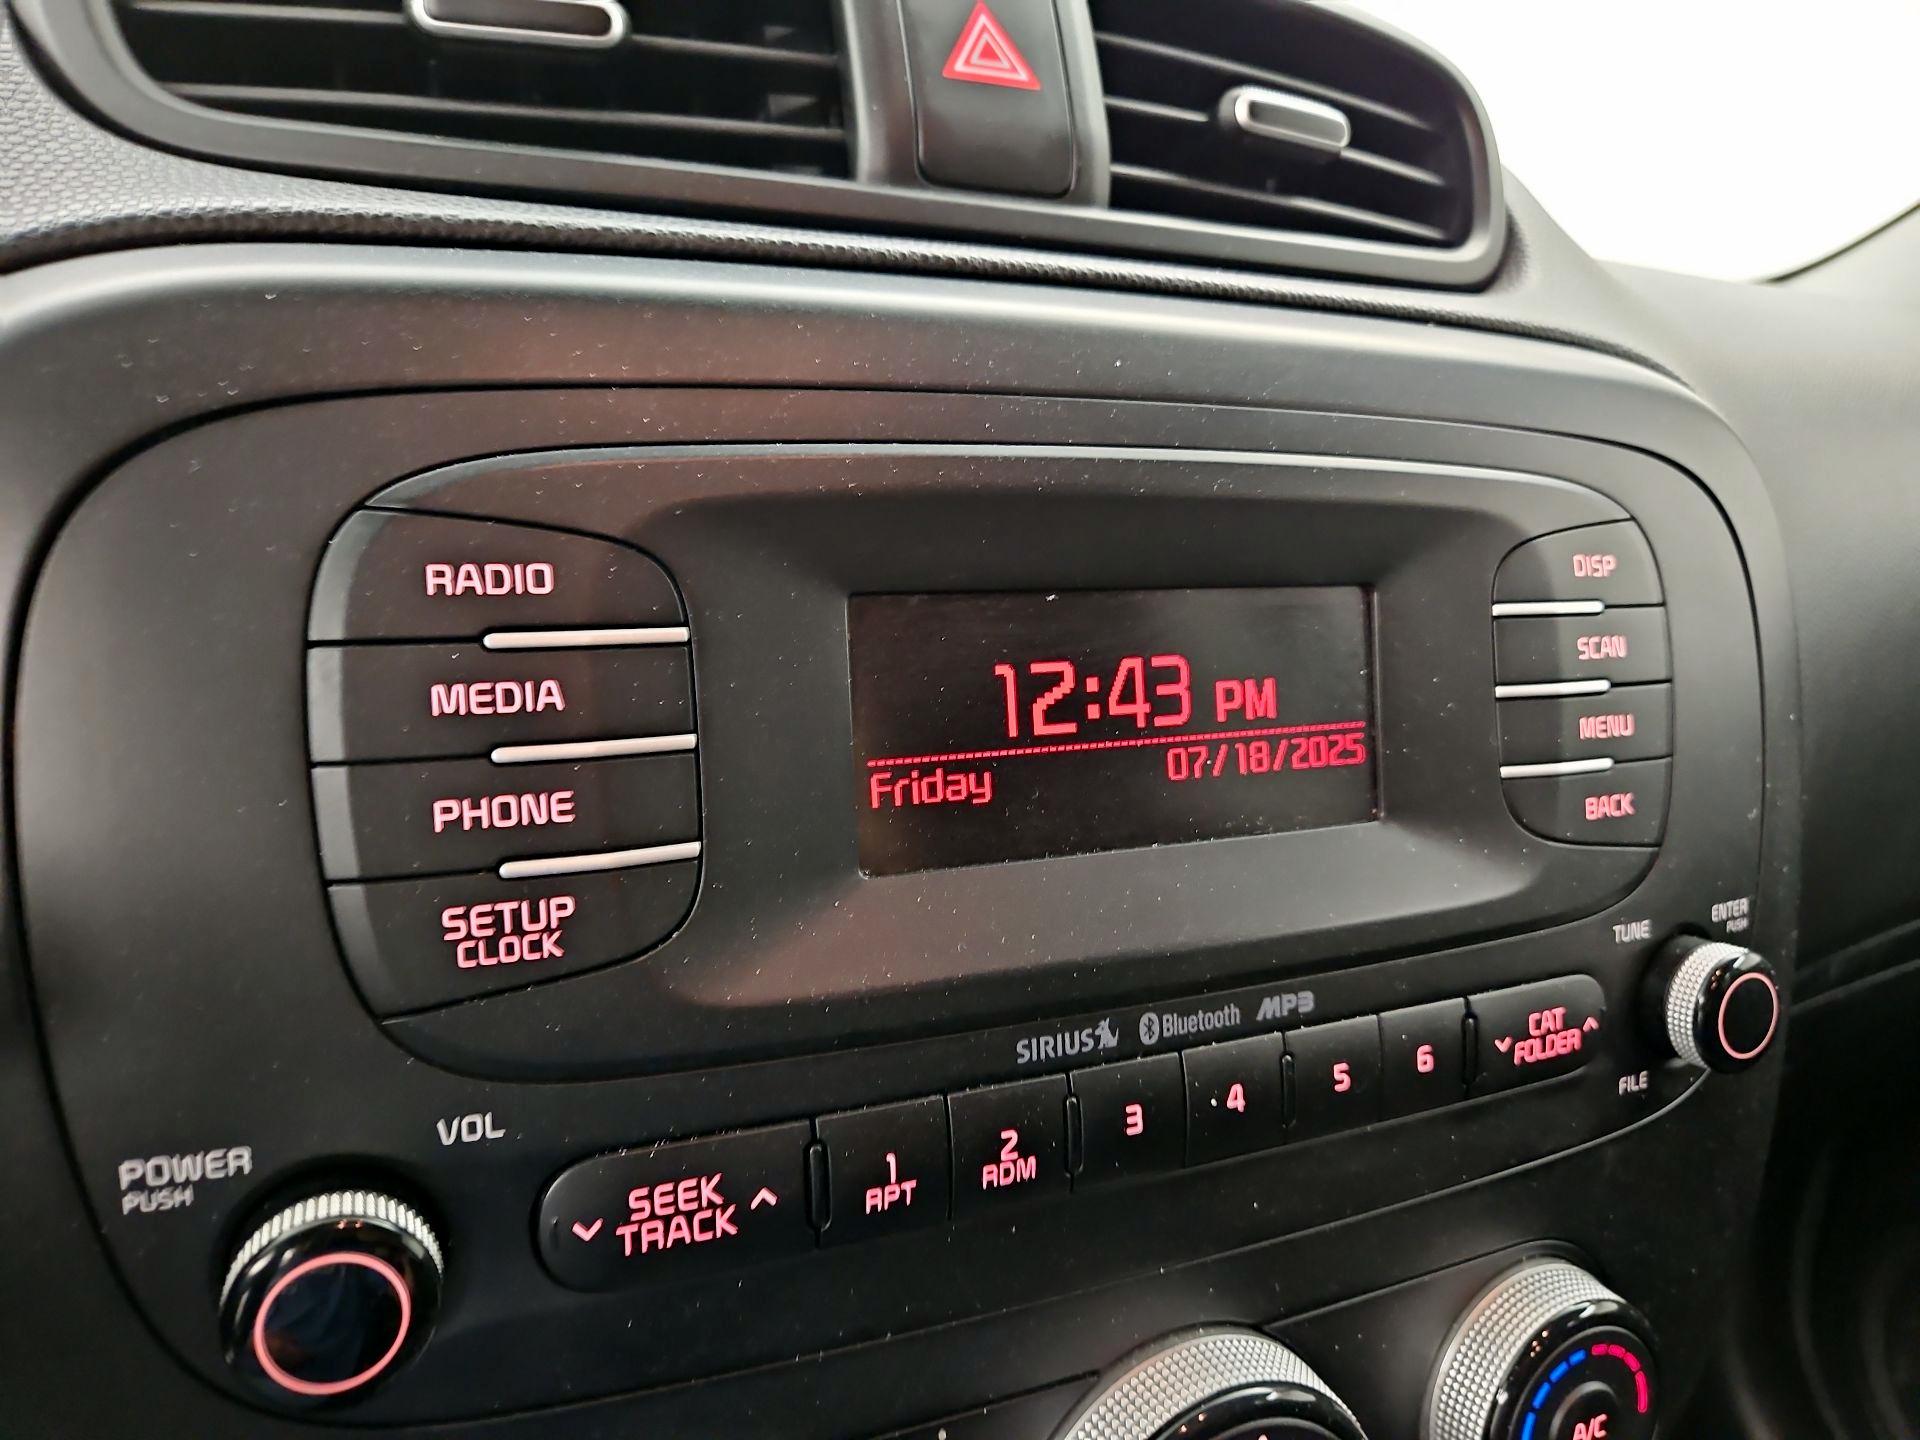 RADIO
MEDIA
PHONE
SETUP
CLOCK
12:43 PM
Friday
07/18/2025
DISP
SCAN
MENU
BACK
TUNE
ENTER
PUSH
FILE
SIRIUS Bluetooth MP3
POWER
PUSH
VOL
SEEK
TRACK
1
RPT
2
RDM
3
4
5
6
CAT
FOLDER
A/C